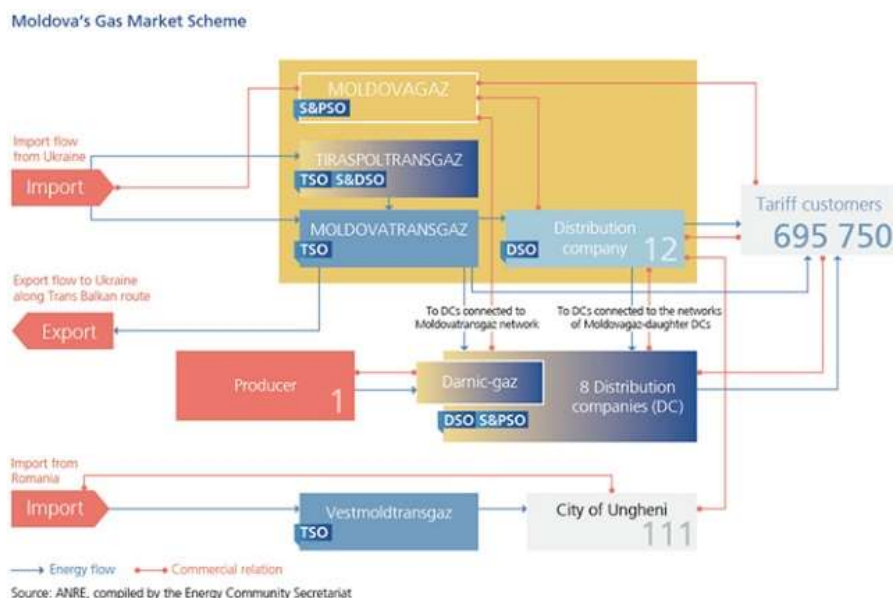 Moldova's Gas Market Scheme
MOLDOVAGAZ
S&PSO
Import flow
from Ukraine
Import
TIRASPOLTRANSGAZ
TSO S&DSO
MOLDOVATRANSGAZ
TSO
Distribution
company
12
DSO
Tariff customers
695 750
Export flow to Ukraine
along Trans Balkan route
Export
To DCs connected to
Moldovatransgaz network
To DCs connected to the networks
of Moldovagaz-daughter DCs
Producer
1
Darnic-gaz
8 Distribution
companies (DC)
DSO S&PSO
Import from
Romania
Import
Vestmoldtransgaz
TSO
City of Ungheni
111
Energy flow
Commercial relation
Source: ANRE, compiled by the Energy Community Secretariat